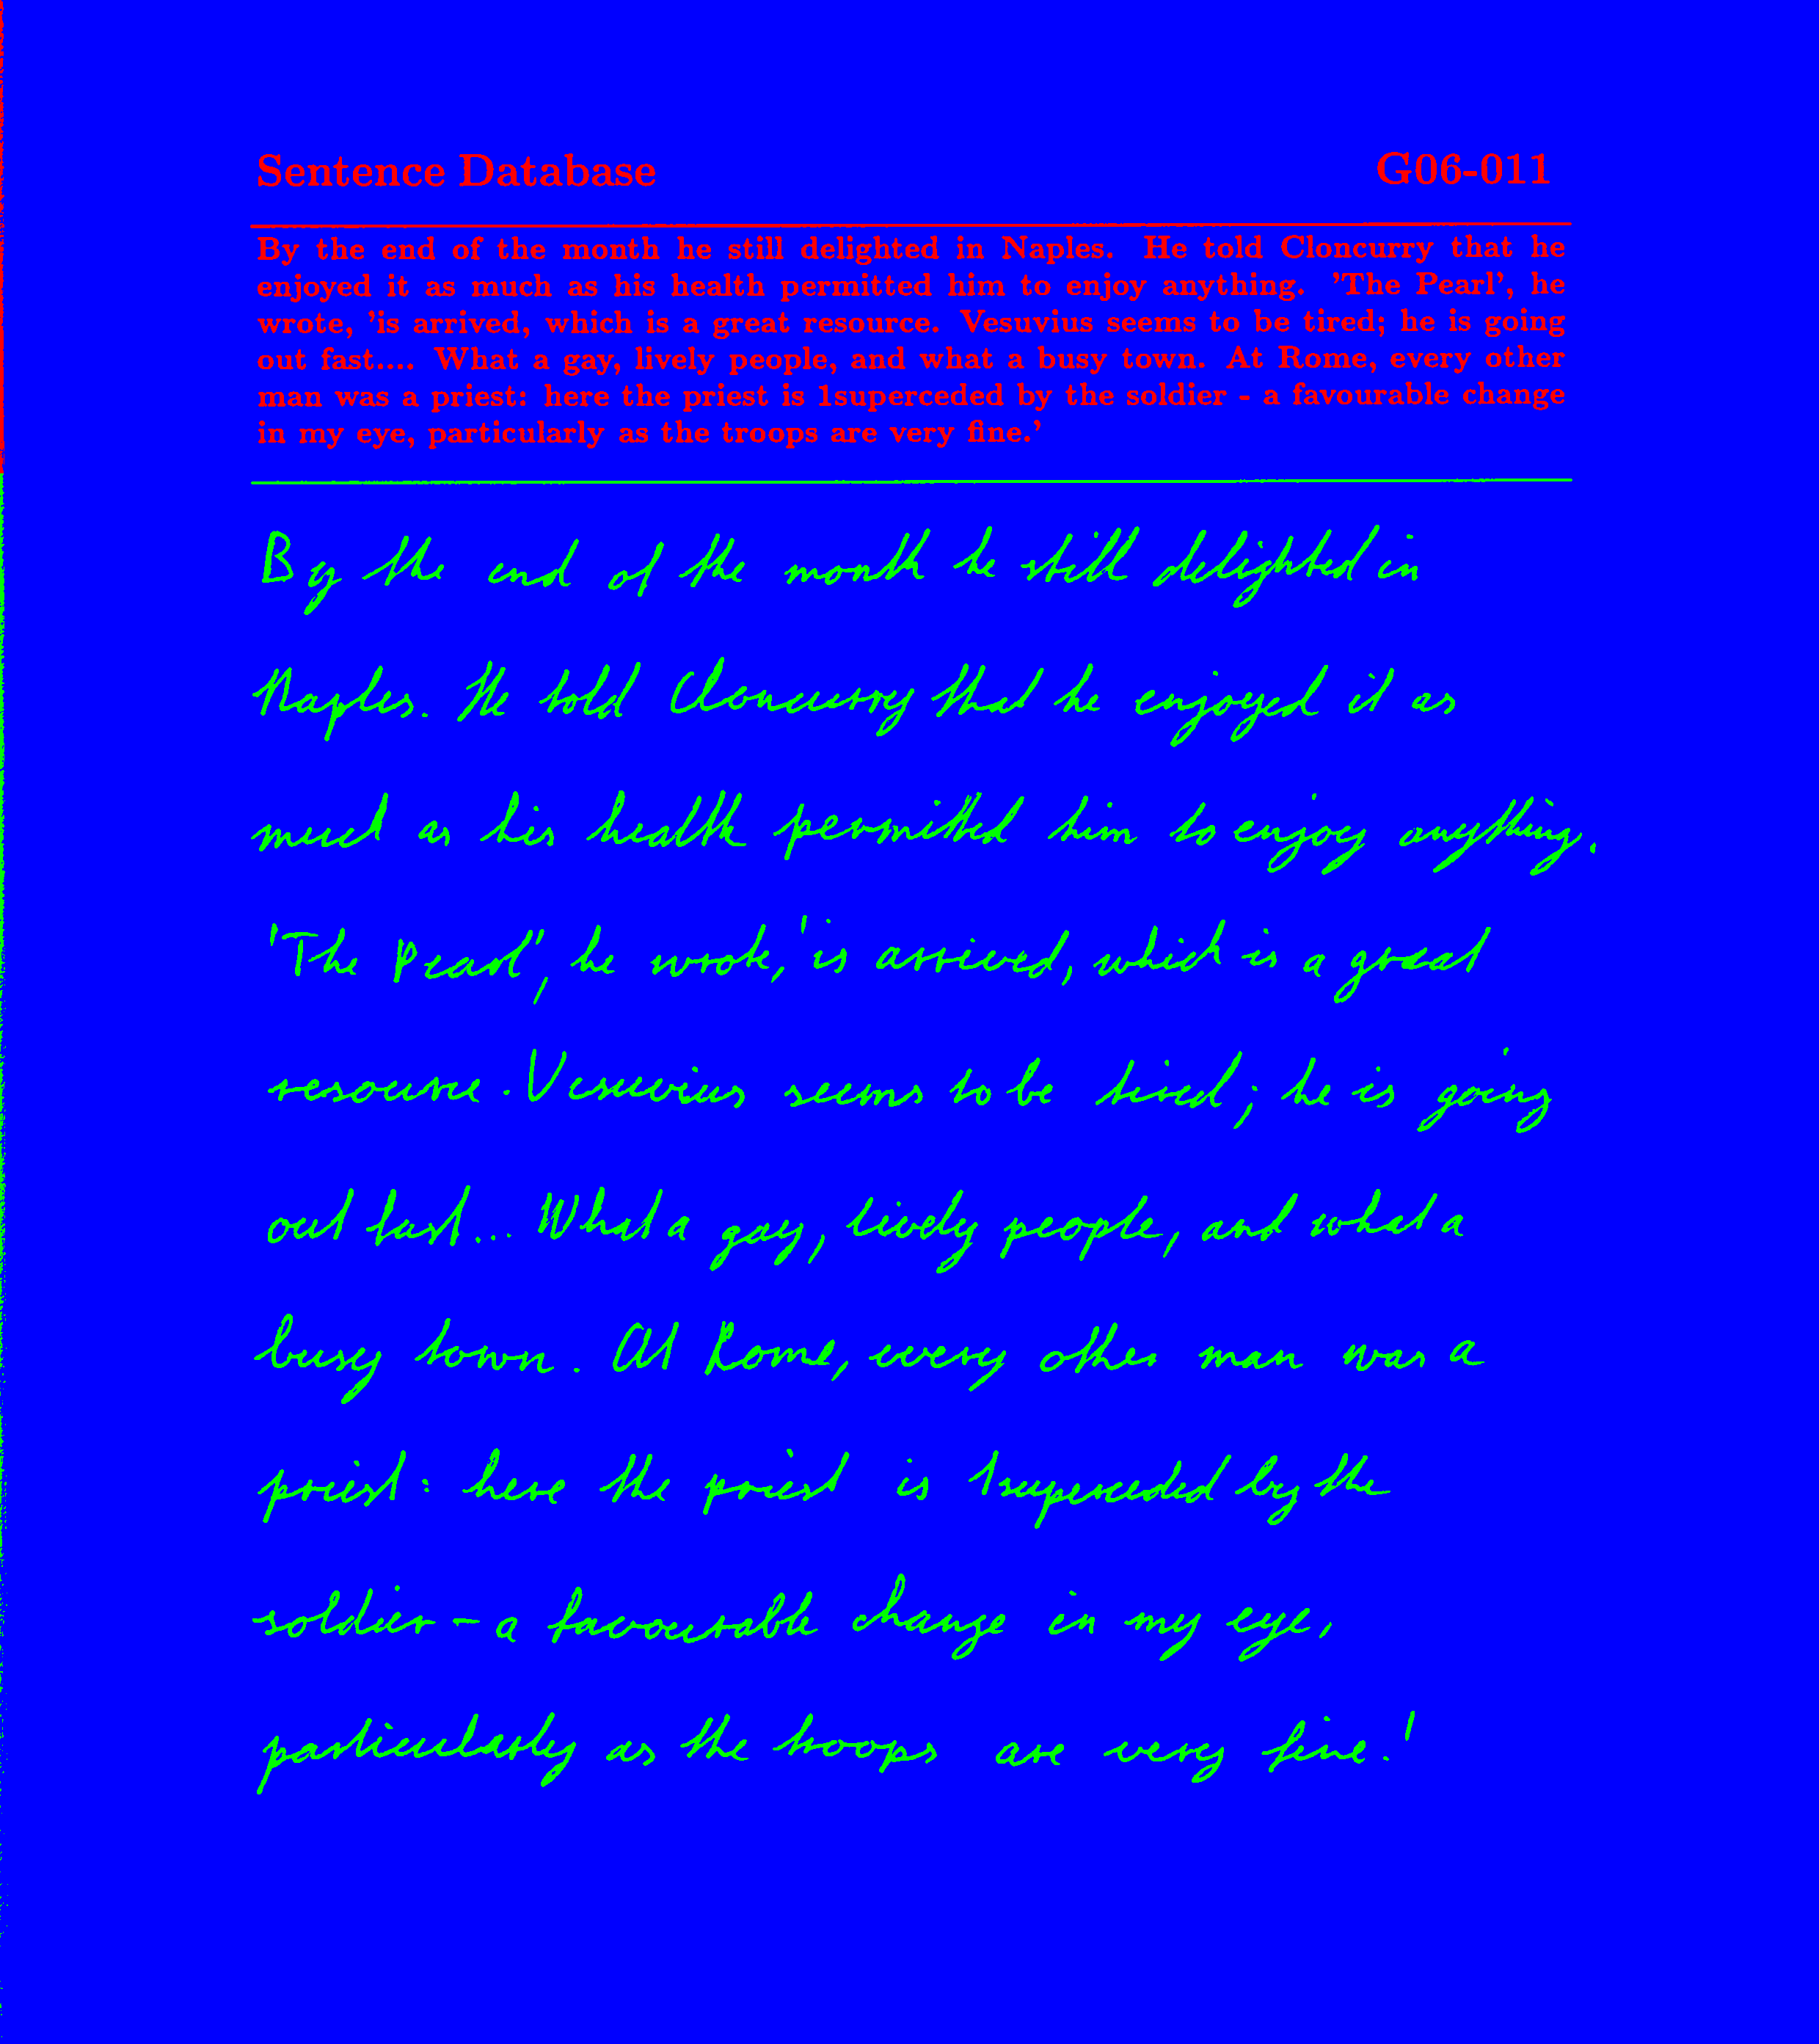 Sentence Database G06-011
By the end of the month he still delighted in Naples. He told Cloncurry that he
enjoyed it as much as his health permitted him to enjoy anything. 'The Pearl', he
wrote, 'is arrived, which is a great resource. Vesuvius seems to be tired; he is going
out fast.... What a gay, lively people, and what a busy town. At Rome, every other
man was a priest: here the priest is 1superceded by the soldier - a favourable change
in my eye, particularly as the troops are very fine.'
By the end of the month he still delighted in
Naples. He told Cloncurry that he enjoyed it as
much as his health permitted him to enjoy anything.
'The Pearl', he wrote, 'is arrived, which is a great
resource. Vesuvius seems to be tired; he is going
out fast... What a gay, lively people, and what a
busy town. At Rome, every other man was a
priest: here the priest is 1superceded by the
soldier - a favourable change in my eye,
particularly as the troops are very fine.'